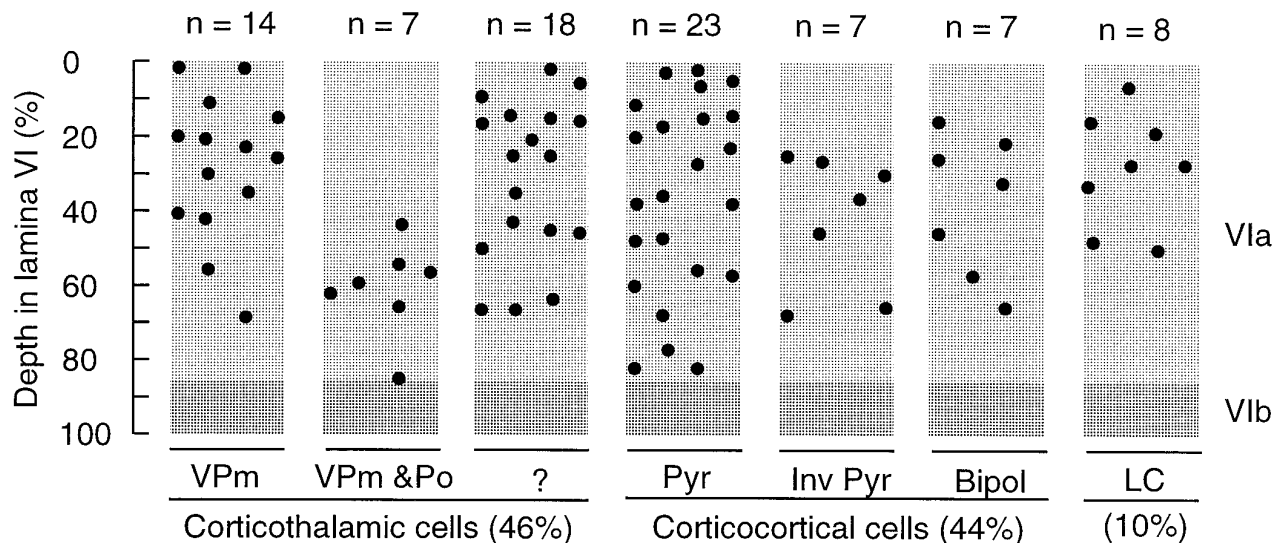 n = 14 n = 7 n = 18 n = 23 n = 7 n = 7 n = 8
Depth in lamina VI (%)
0
20
40
60
80
100
VIa
VIb
VPm VPm &Po ? Pyr Inv Pyr Bipol LC
Corticothalamic cells (46%) Corticocortical cells (44%) (10%)